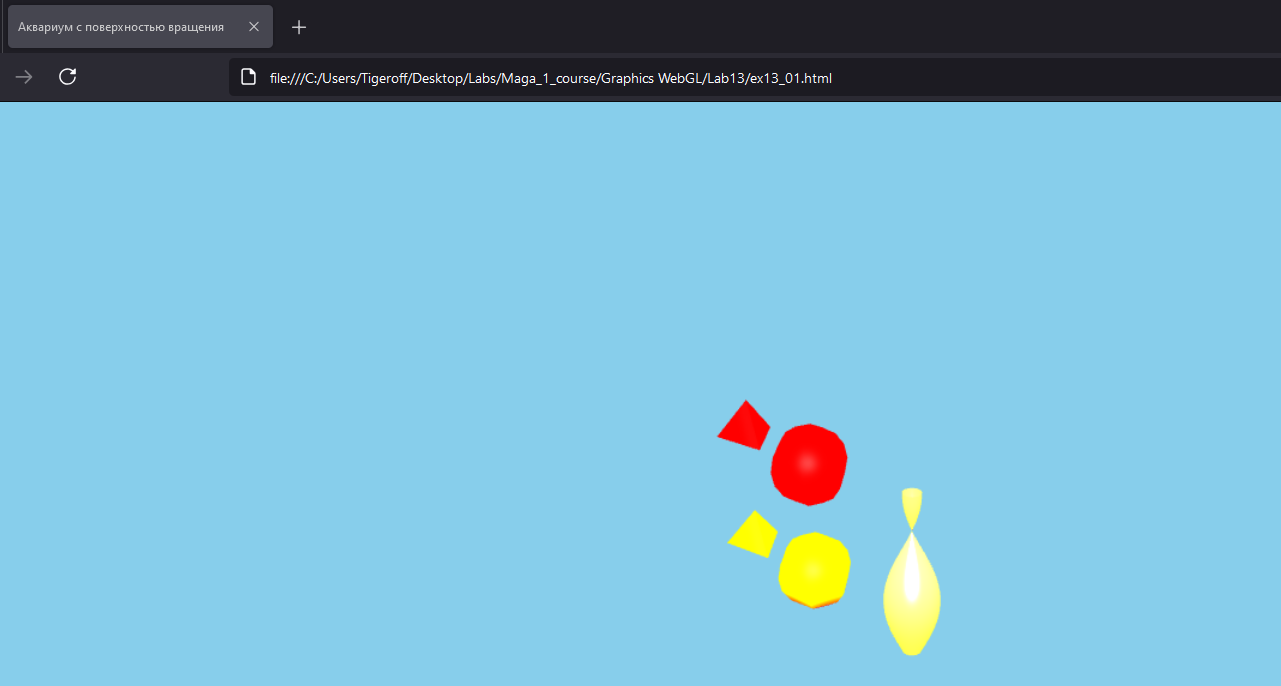 Аквариум с поверхностью вращения
file:///C:/Users/Tigeroff/Desktop/Labs/Maga_1_course/Graphics WebGL/Lab13/ex13_01.html